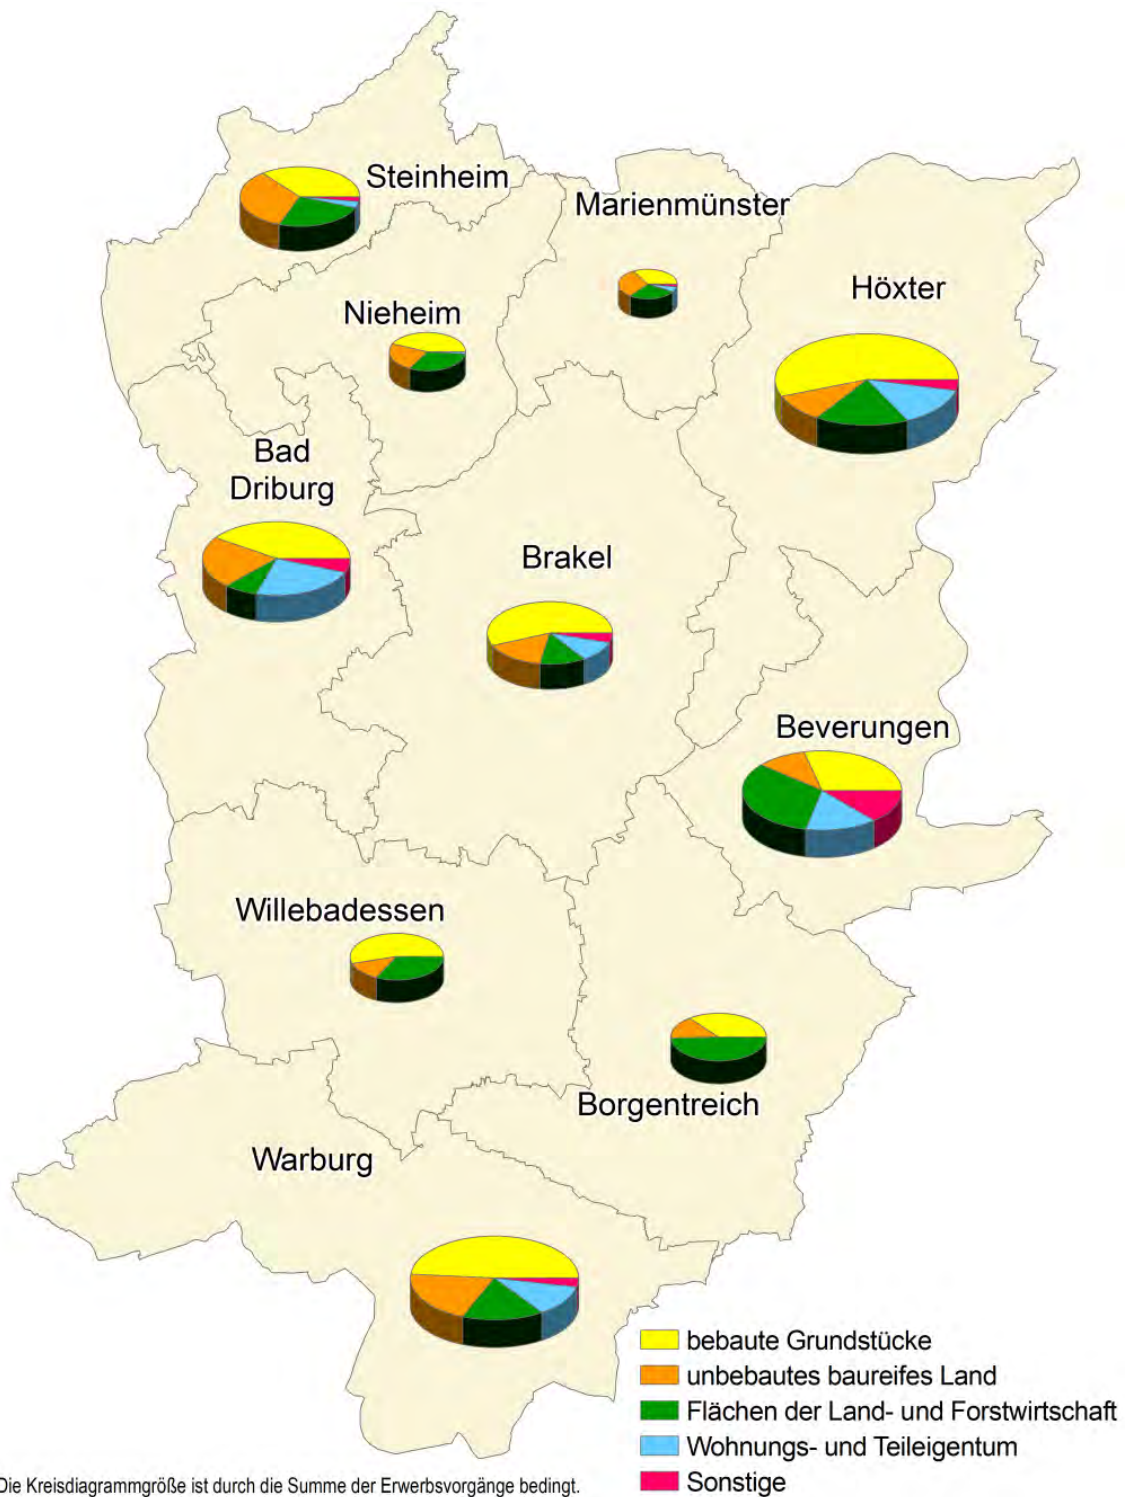 Steinheim
Marienmünster
Höxter
Nieheim
Bad
Driburg
Brakel
Beverungen
Willebadessen
Borgentreich
Warburg
bebaute Grundstücke
unbebautes baureifes Land
Flächen der Land- und Forstwirtschaft
Wohnungs- und Teileigentum
Sonstige
Die Kreisdiagrammgröße ist durch die Summe der Erwerbsvorgänge bedingt.